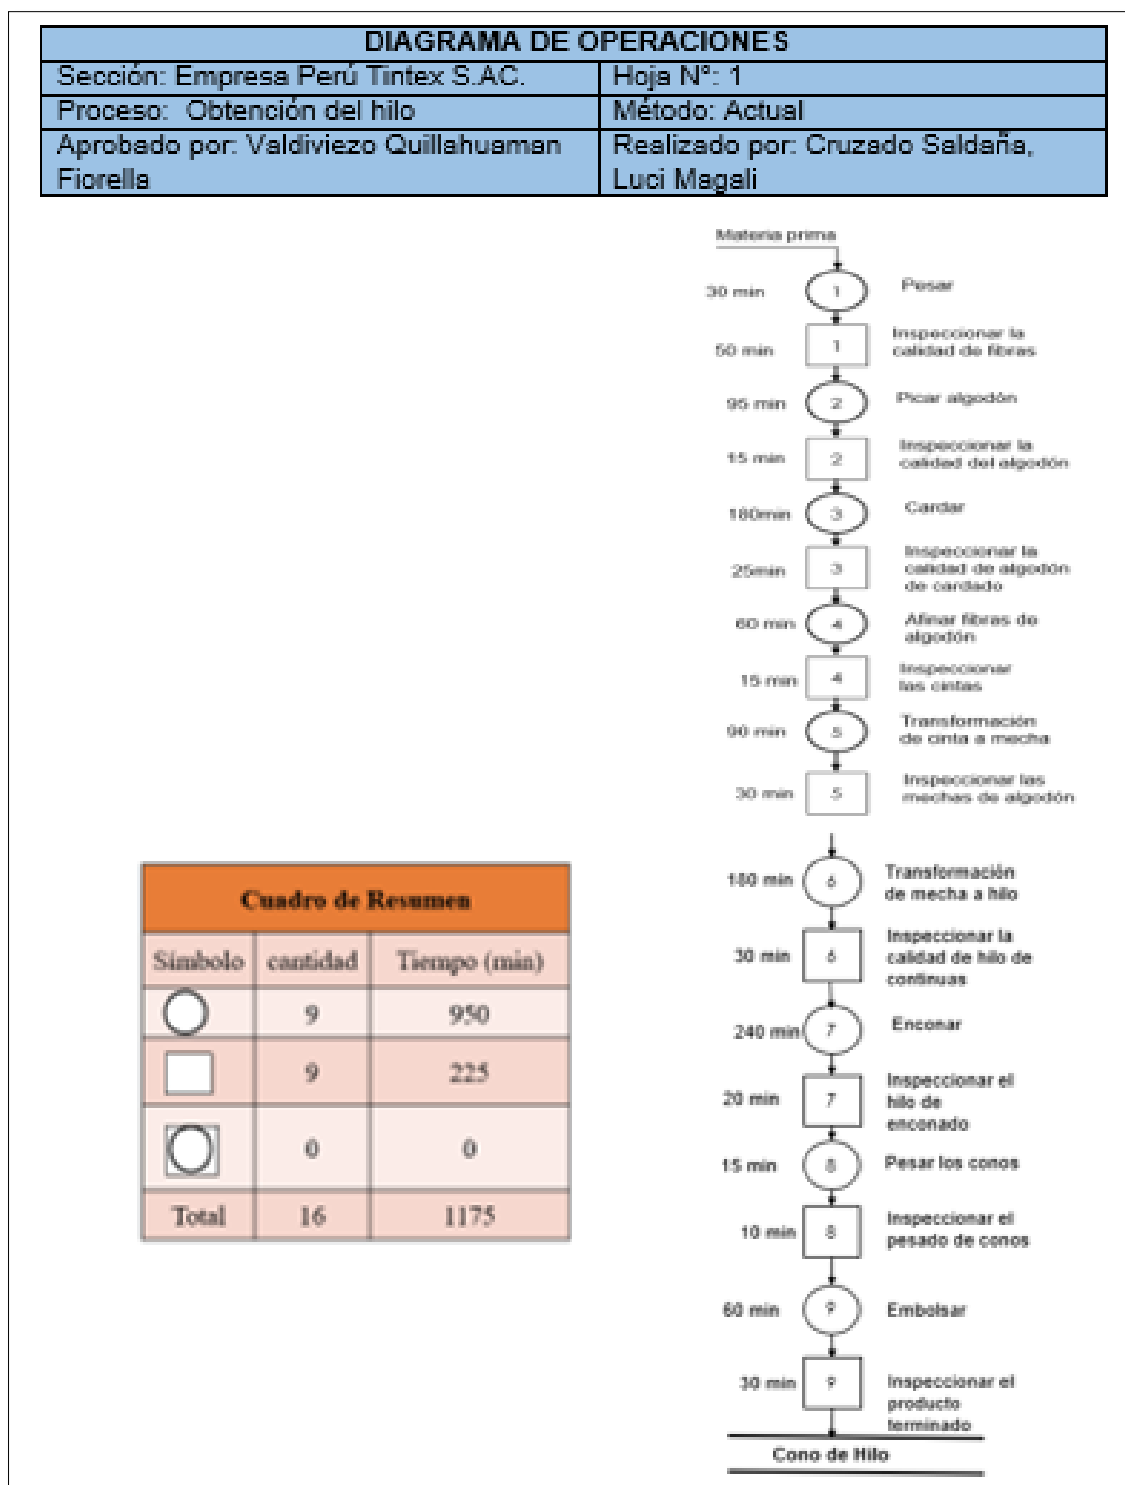 DIAGRAMA DE OPERACIONES
Sección: Empresa Perú Tintex S.AC.
Hoja Nº: 1
Proceso: Obtención del hilo
Método: Actual
Aprobado por: Valdiviezo Quillahuaman
Fiorella
Realizado por: Cruzado Saldaña,
Luci Magali
Materia prima
30 min
1
Pesar
50 min
1
Inspeccionar la
calidad de fibras
95 min
2
Picar algodón
15 min
2
Inspeccionar la
calidad del algodón
180min
3
Cardar
25min
3
Inspeccionar la
calidad de algodón
de cardado
60 min
4
Afinar fibras de
algodón
15 min
4
Inspeccionar
las cintas
90 min
5
Transformación
de cinta a mecha
30 min
5
Inspeccionar las
mechas de algodón
180 min
6
Transformación
de mecha a hilo
30 min
6
Inspeccionar la
calidad de hilo de
continuas
240 min
7
Enconar
20 min
7
Inspeccionar el
hilo de
enconado
15 min
8
Pesar los conos
10 min
8
Inspeccionar el
pesado de conos
60 min
9
Embolsar
30 min
9
Inspeccionar el
producto
terminado
Cono de Hilo
Cuadro de Resumen
Símbolo cantidad Tiempo (min)
9 950
9 225
0 0
Total 16 1175